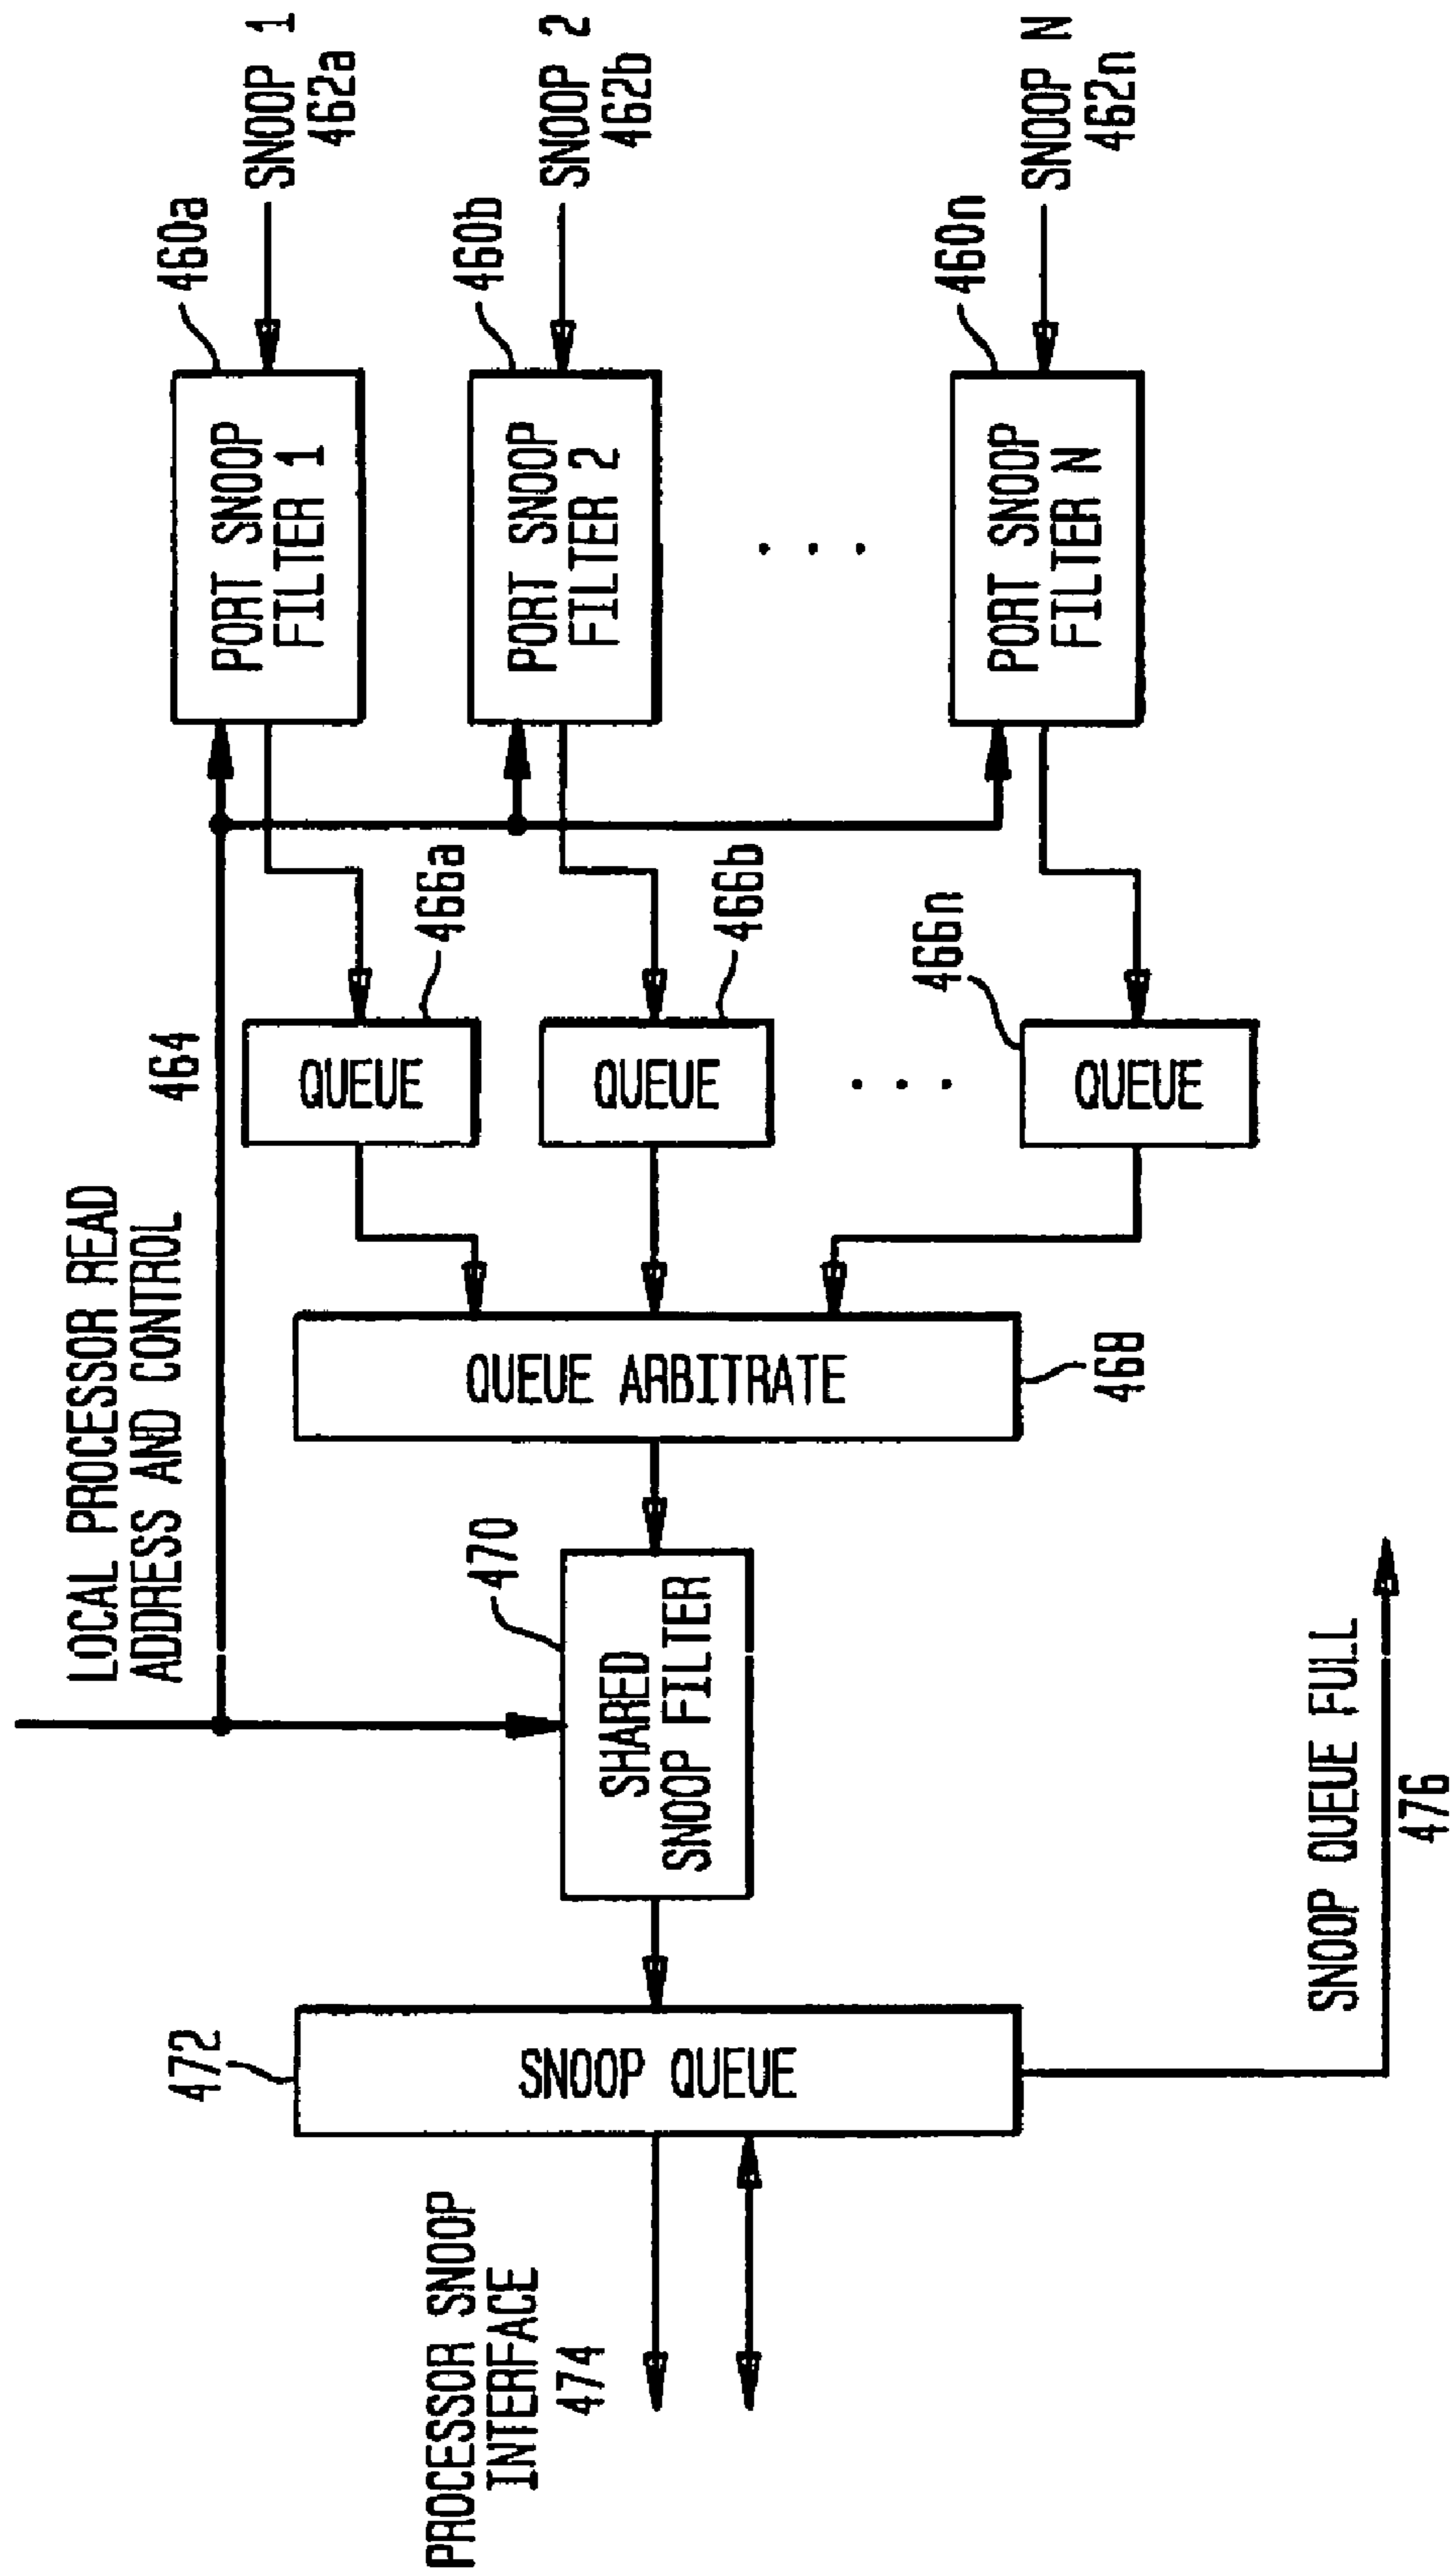 LOCAL PROCESSOR READ
ADDRESS AND CONTROL
464
PORT SNOOP
FILTER 1
460a
SNOOP 1
462a
PORT SNOOP
FILTER 2
460b
SNOOP 2
462b
. . .
PORT SNOOP
FILTER N
460n
SNOOP N
462n
QUEUE
466a
QUEUE
466b
. . .
QUEUE
466n
QUEUE ARBITRATE
468
SHARED
SNOOP FILTER
470
SNOOP QUEUE
472
PROCESSOR SNOOP
INTERFACE
474
SNOOP QUEUE FULL
476